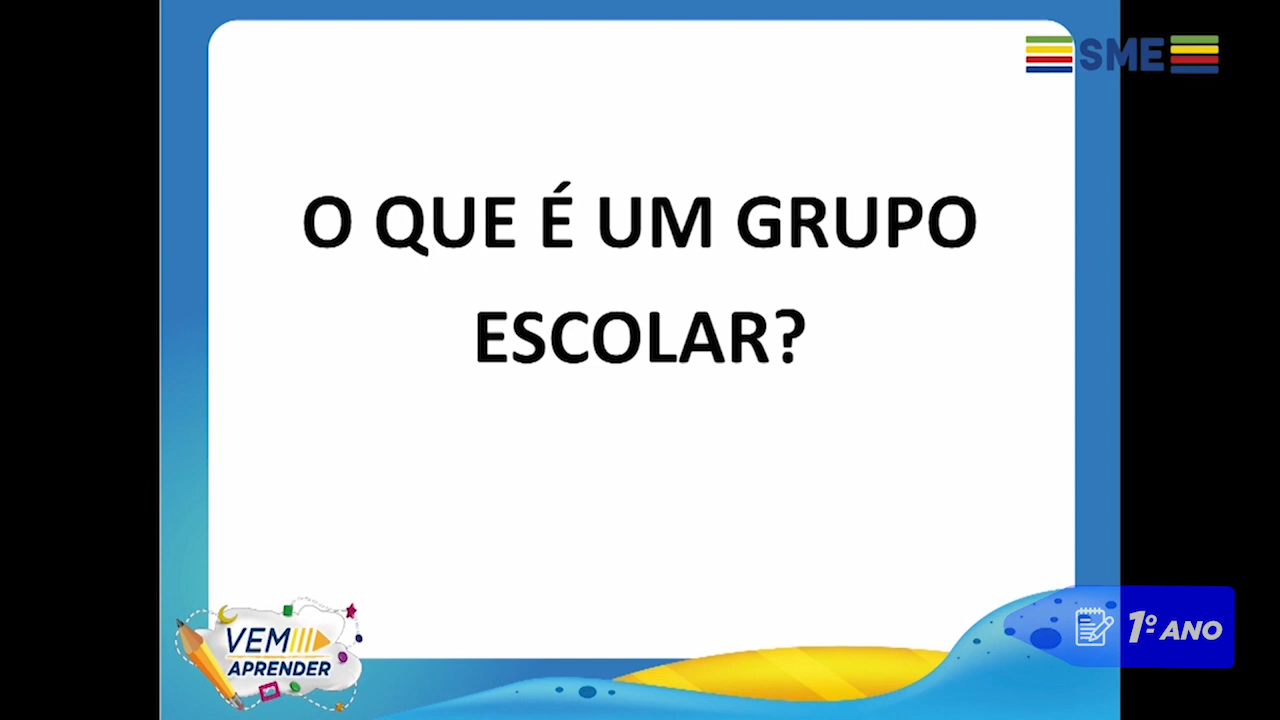 SME
O QUE É UM GRUPO
ESCOLAR?
VEM
APRENDER
1º ANO